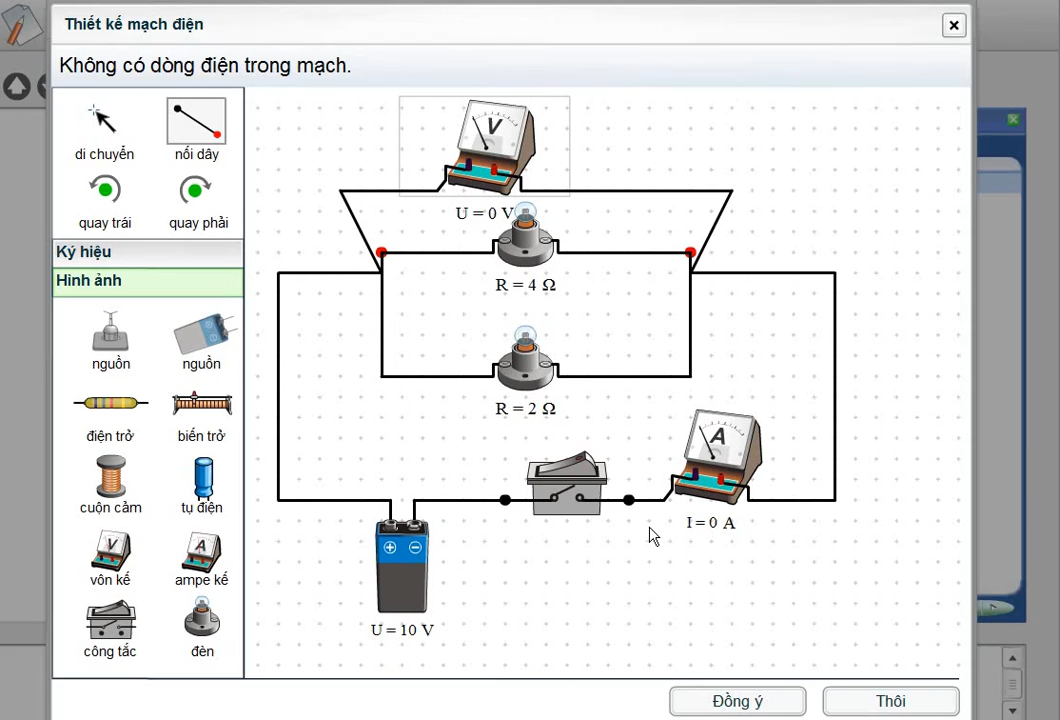 Thiết kế mạch điện
Không có dòng điện trong mạch.
di chuyển
nối dây
quay trái
quay phải
Ký hiệu
Hình ảnh
nguồn
nguồn
điện trở
biến trở
cuộn cảm
tụ điện
vôn kế
ampe kế
công tắc
đèn
V
U = 0 V
R = 4 Ω
R = 2 Ω
A
I = 0 A
U = 10 V
Đồng ý
Thôi